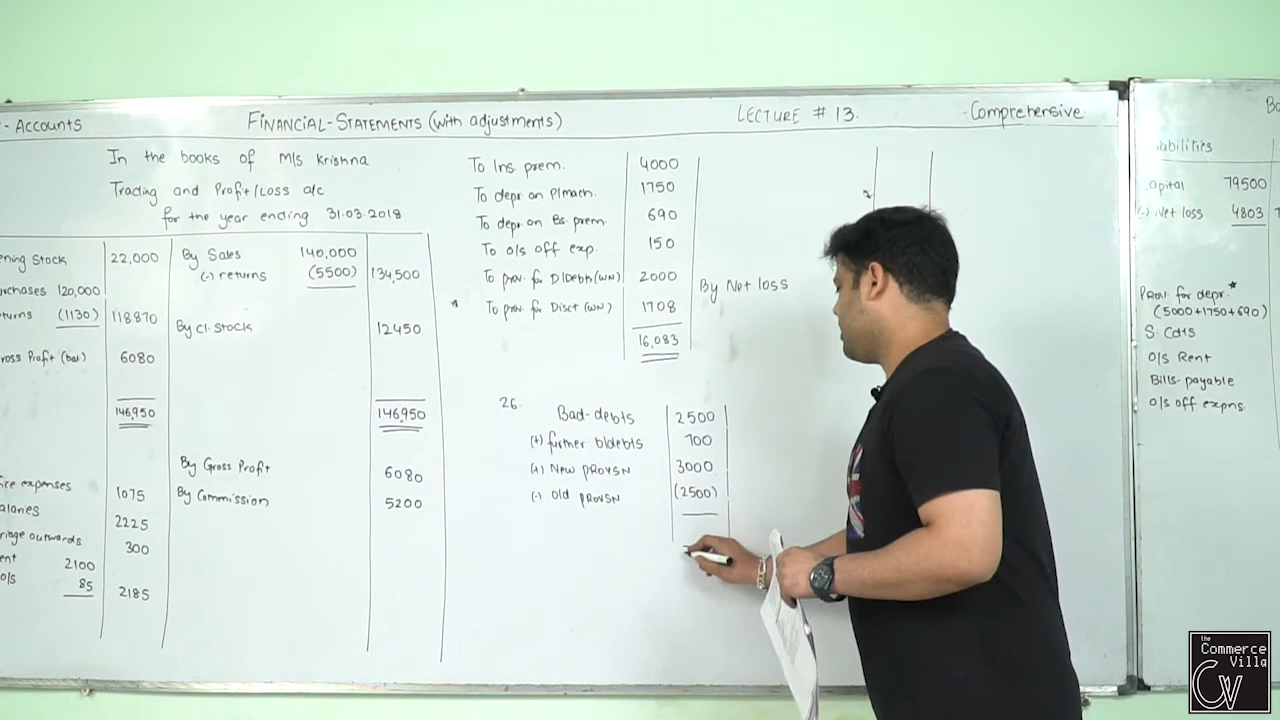 - Accounts
FINANCIAL-STATEMENTS (with adjustments)
LECTURE # 13.
Comprehensive
In the books of M/s Krishna
Trading and Profit/Loss a/c
for the year ending 31.03.2018
ening Stock 22,000
By Sales 140,000
(-) returns (5500) 134,500
rchases 120,000
turns (1130) 118870
By Cl. Stock 12450
ross Profit (bal) 6080
146,950
146,950
By Gross Profit 6080
By Commission 5200
ice expenses 1075
alaries 2225
riage outwards 300
ent 2100
o/s 85 2185
To Ins. prem. 4000
To depr on P/mach. 1750
To depr on Bs. prem. 690
To o/s off exp. 150
To prov. for D/Debts (WN) 2000
To prov. for Disct (WN) 1708
16,083
By Net loss
26.
Bad-debts 2500
(+) further b/debts 700
(+) New PROVSN 3000
(-) Old PROVSN (2500)
Ba
abilities
apital 79500
(-) Net loss 4803
Provi. for depr.*
(5000+1750+690)
S. Cdts
O/s Rent
Bills-payable
O/s off expns.
the
Commerce
Villa
CV